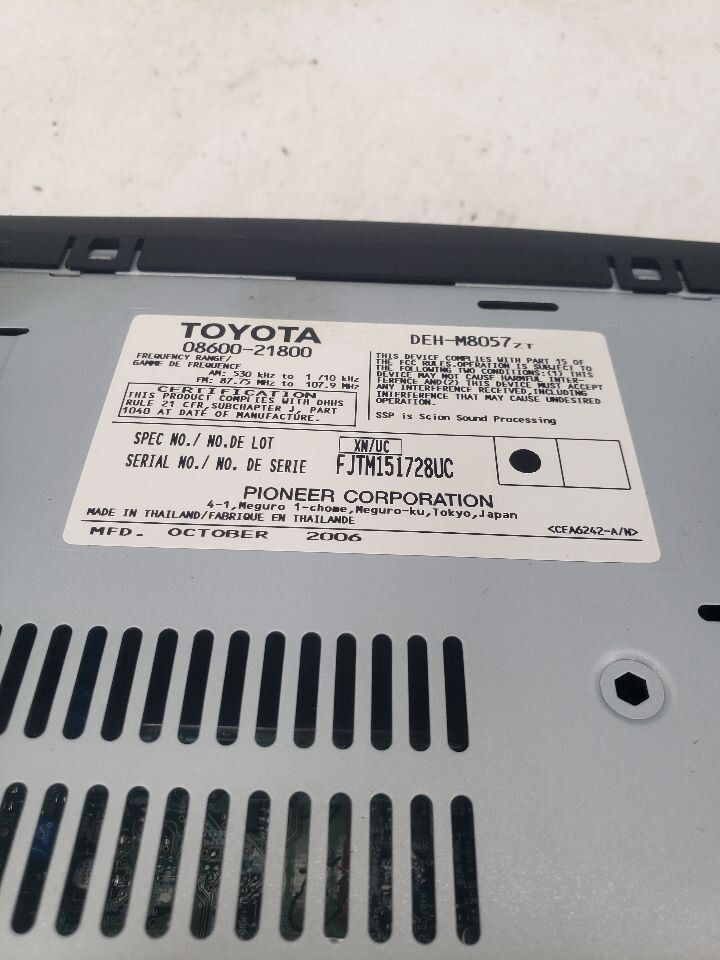 TOYOTA
08600-21800
FREQUENCY RANGE/
GAMME DE FREQUENCE
AM: 530 kHz to 1 710 kHz
FM: 87.75 MHz to 107.9 MHz
CERTIFICATION
THIS PRODUCT COMPLIES WITH DHHS
RULE 21 CFR,SUBCHAPTER J, PART
1040 AT DATE OF MANUFACTURE.
DEH-M8057ZT
THIS DEVICE COMPLIES WITH PART 15 OF
THE FCC RULES.OPERATION IS SUBJECT TO
THE FOLLOWING TWO CONDITIONS:(1) THIS
DEVICE MAY NOT CAUSE HARMFUL INTER-
FERENCE AND(2) THIS DEVICE MUST ACCEPT
ANY INTERFERENCE RECEIVED,INCLUDING
INTERFERENCE THAT MAY CAUSE UNDESIRED
OPERATION.
SSP is Scion Sound Processing
SPEC NO./ NO.DE LOT XN/UC
SERIAL NO./ NO. DE SERIE FJTM151728UC
PIONEER CORPORATION
4-1,Meguro 1-chome,Meguro-ku,Tokyo,Japan
MADE IN THAILAND/FABRIQUE EN THAILANDE
<CEA6242-A/N>
MFD. OCTOBER 2006